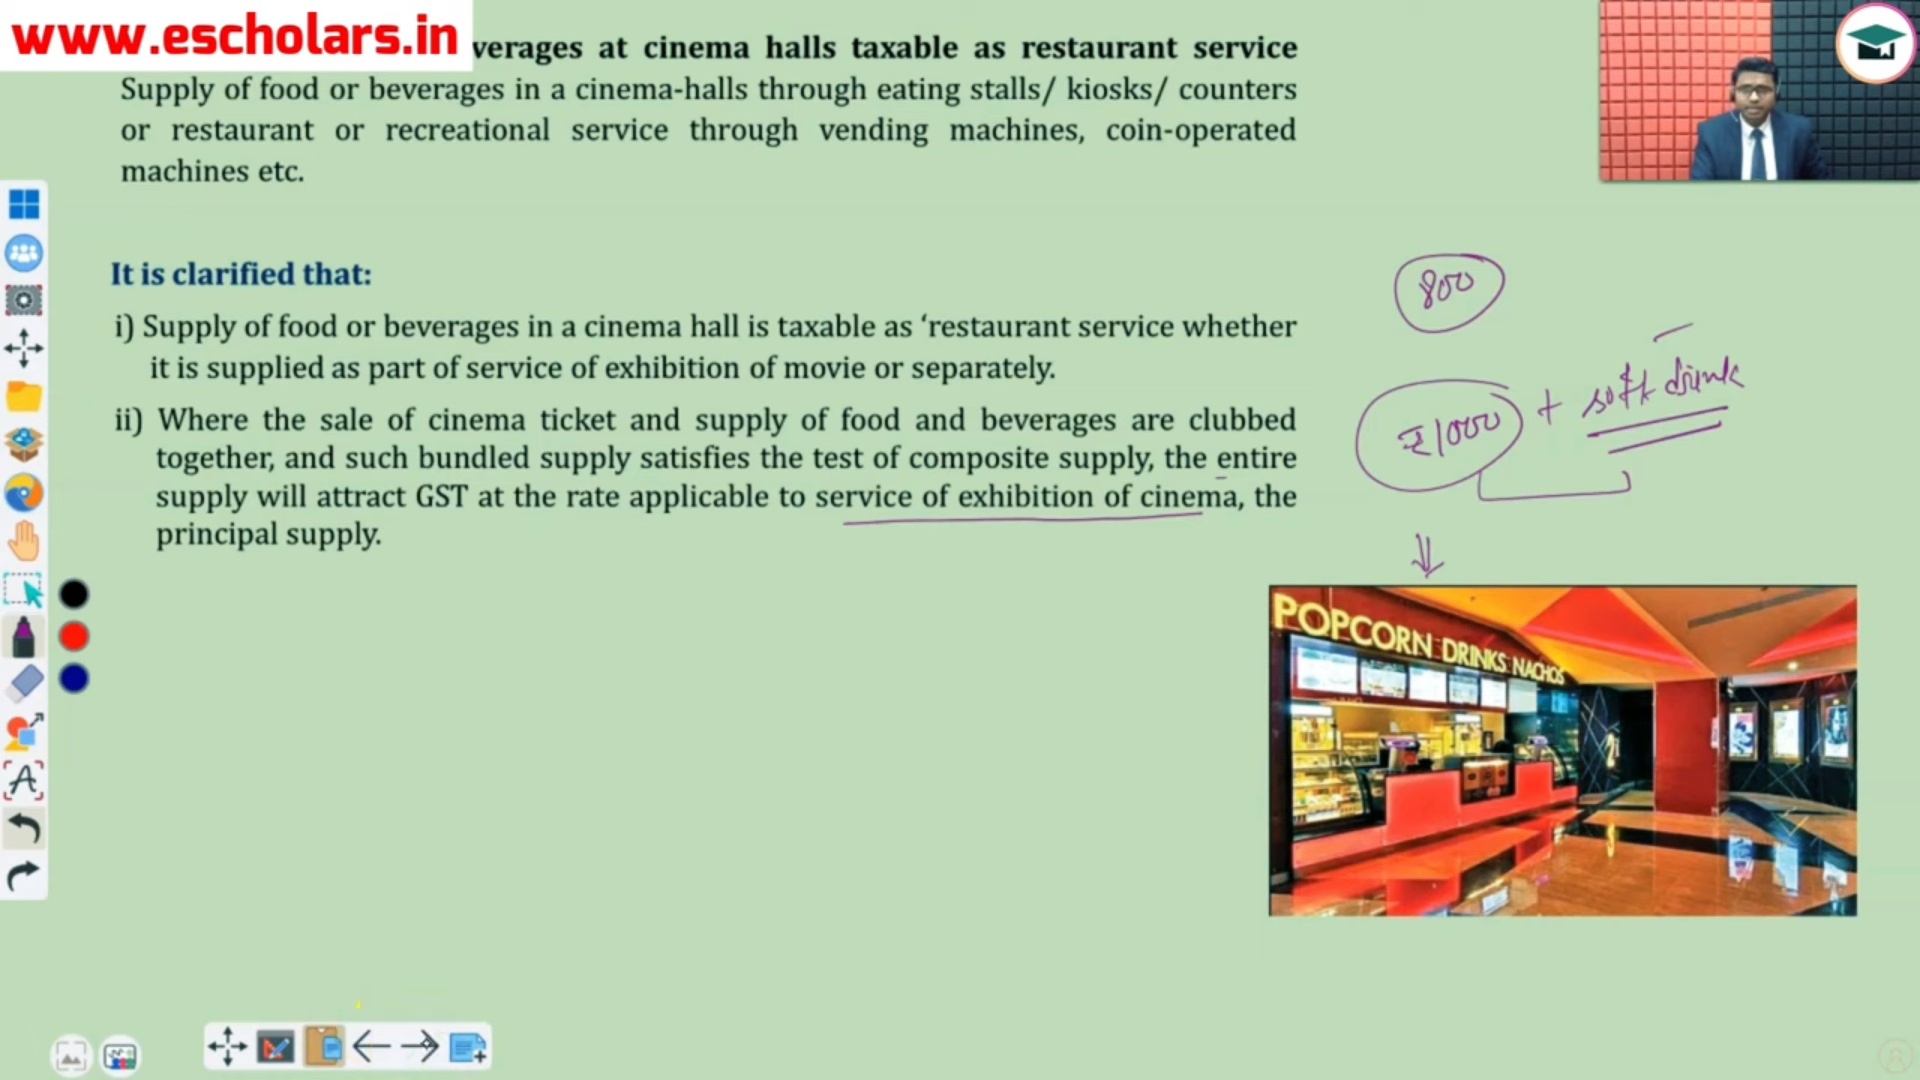 www.escholars.in
verages at cinema halls taxable as restaurant service
Supply of food or beverages in a cinema-halls through eating stalls/ kiosks/ counters
or restaurant or recreational service through vending machines, coin-operated
machines etc.
It is clarified that:
i) Supply of food or beverages in a cinema hall is taxable as ‘restaurant service whether
it is supplied as part of service of exhibition of movie or separately.
ii) Where the sale of cinema ticket and supply of food and beverages are clubbed
together, and such bundled supply satisfies the test of composite supply, the entire
supply will attract GST at the rate applicable to service of exhibition of cinema, the
principal supply.
800
₹1000 + soft drink
POPCORN DRINKS NACHOS